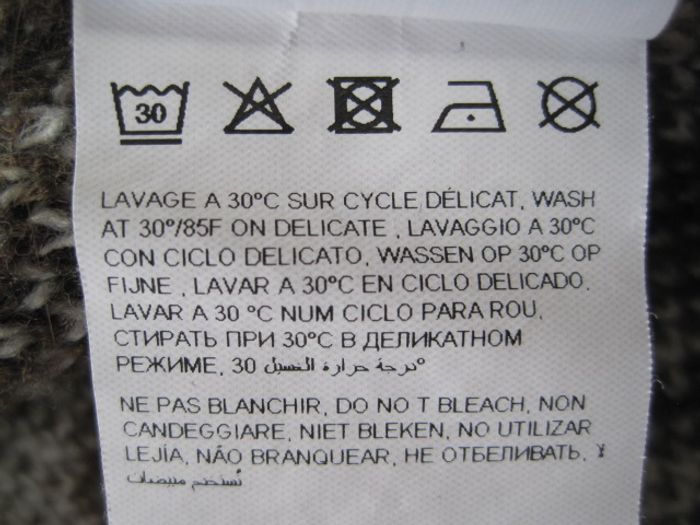 30
LAVAGE A 30°C SUR CYCLE DÉLICAT, WASH
AT 30°/85F ON DELICATE , LAVAGGIO A 30°C
CON CICLO DELICATO, WASSEN OP 30°C OP
FIJNE , LAVAR A 30°C EN CICLO DELICADO.
LAVAR A 30 °C NUM CICLO PARA ROU,
СТИРАТЬ ПРИ 30°C В ДЕЛИКАТНОМ
РЕЖИМЕ, 30 درجة حرارة الغسيل°
NE PAS BLANCHIR, DO NO T BLEACH, NON
CANDEGGIARE, NIET BLEKEN, NO UTILIZAR
LEJÍA, NÃO BRANQUEAR, НЕ ОТБЕЛИВАТЬ, لا
تستخدم مبيضات